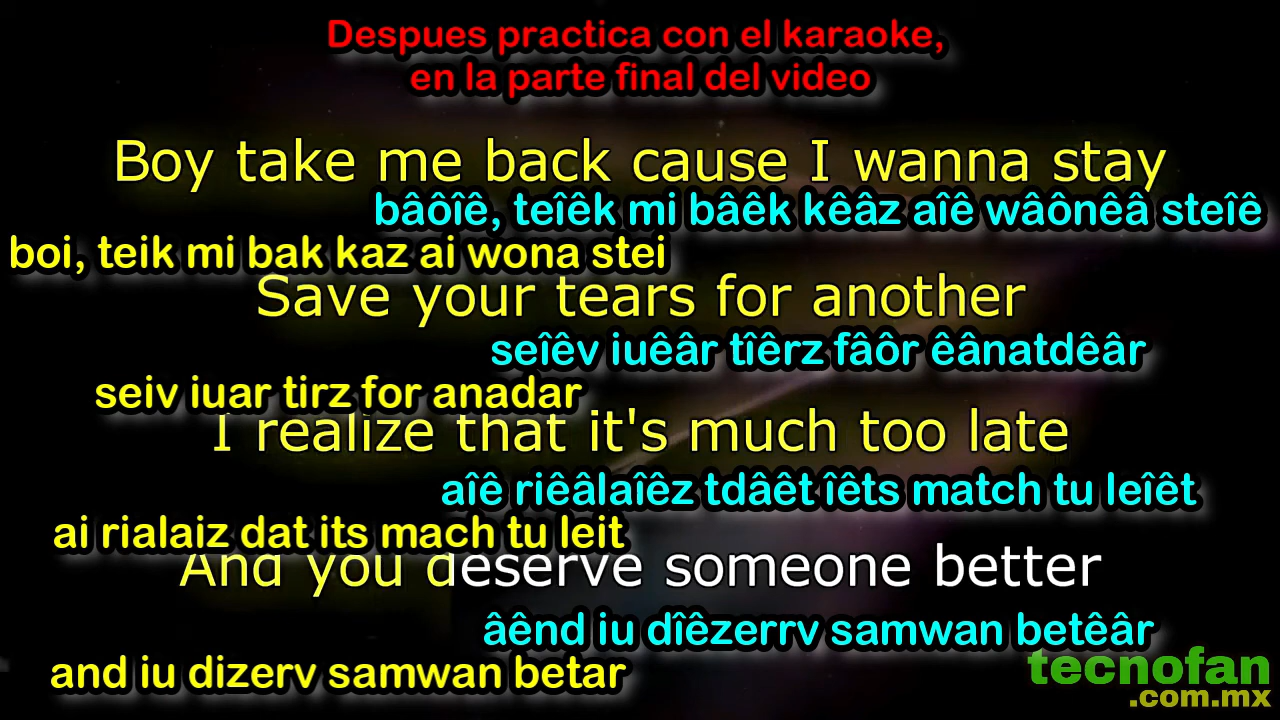 Despues practica con el karaoke,
en la parte final del video
Boy take me back cause I wanna stay
bâôîê, teîêk mi bâêk kêâz aîê wâônêâ steîê
boi, teik mi bak kaz ai wona stei
Save your tears for another
seîêv iuêâr tîêrz fâôr êânatdêâr
seiv iuar tirz for anadar
I realize that it's much too late
aîê riêâlaîêz tdâêt îêts match tu leîêt
ai rialaiz dat its mach tu leit
And you deserve someone better
âênd iu dîêzerrv samwan betêâr
and iu dizerv samwan betar
tecnofan
.com.mx